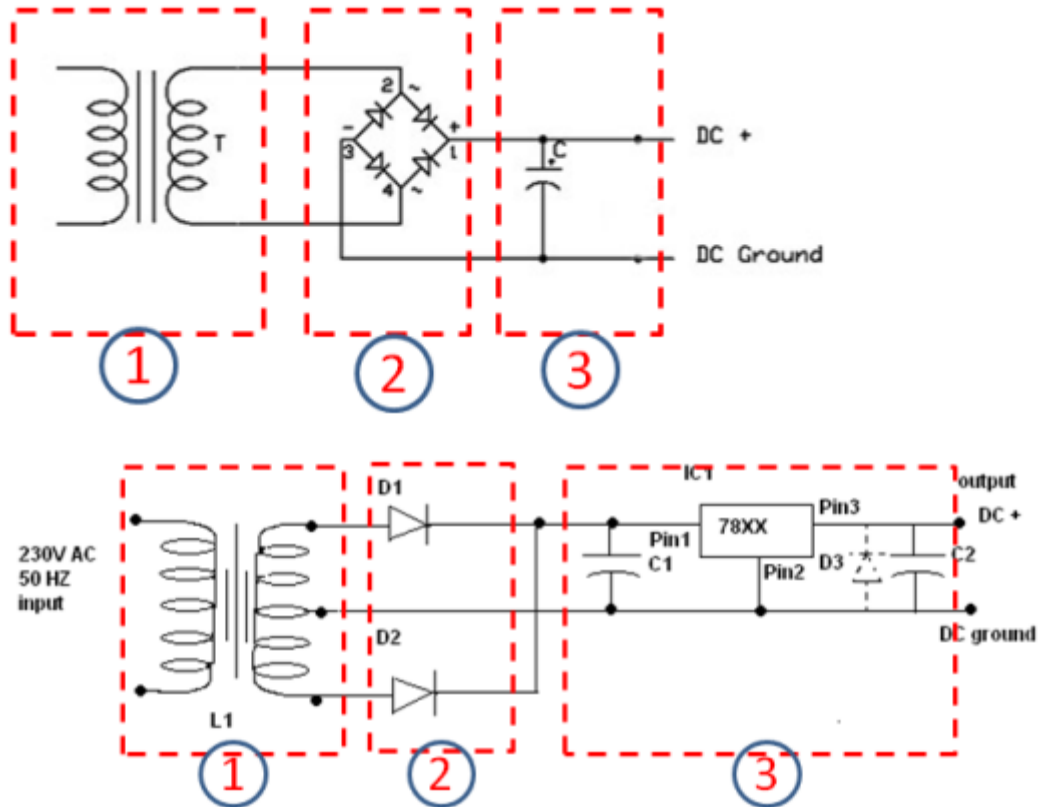 2 ~
T
- +
3 1
C
+
4 ~
DC +
DC Ground
1
2
3
IC1
output
D1
78XX
Pin3
DC +
230V AC
50 HZ
input
Pin1
C1
Pin2
D3
C2
D2
DC ground
L1
1
2
3